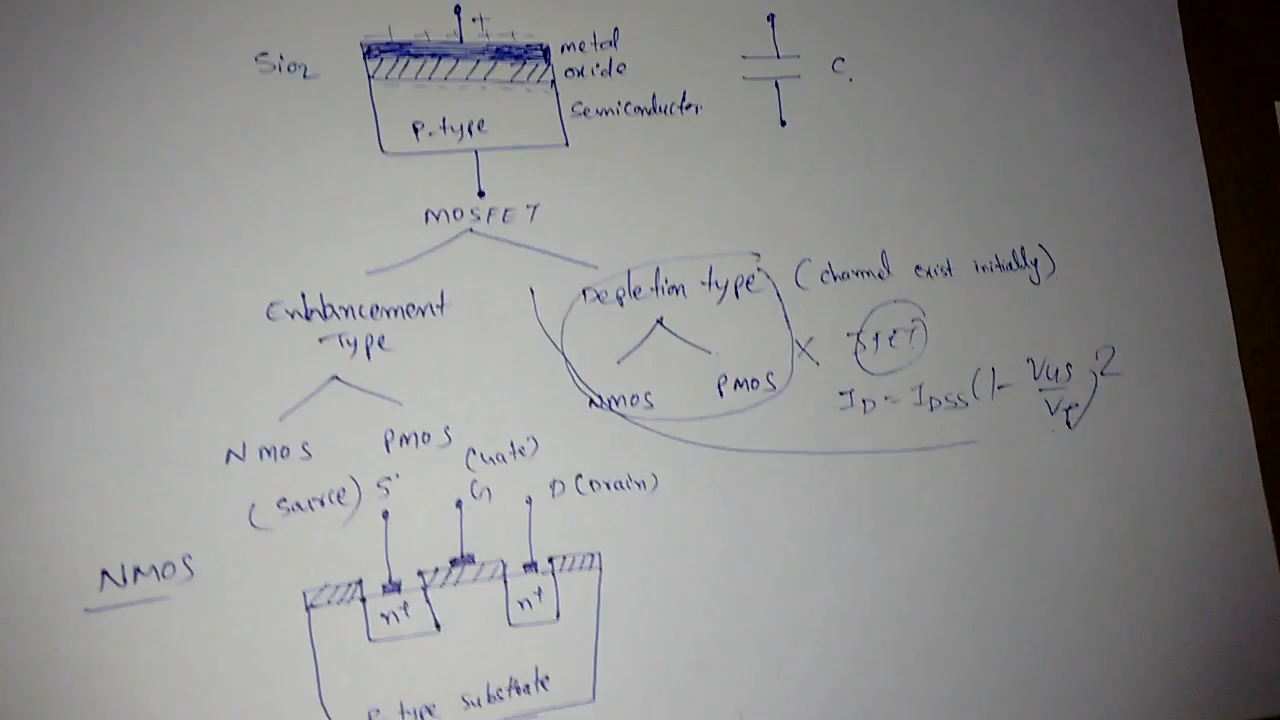 +
metal
SiO2
oxide
Semiconductor
P-type
C.
MOSFET
Depletion type (channel exist initially)
Enhancement
Type
JFET
NMOS PMOS
ID = IDSS(1- VGS/Vp)2
NMOS PMOS
(Gate)
(Source) S G D (Drain)
NMOS
n+ n+
P-type substrate